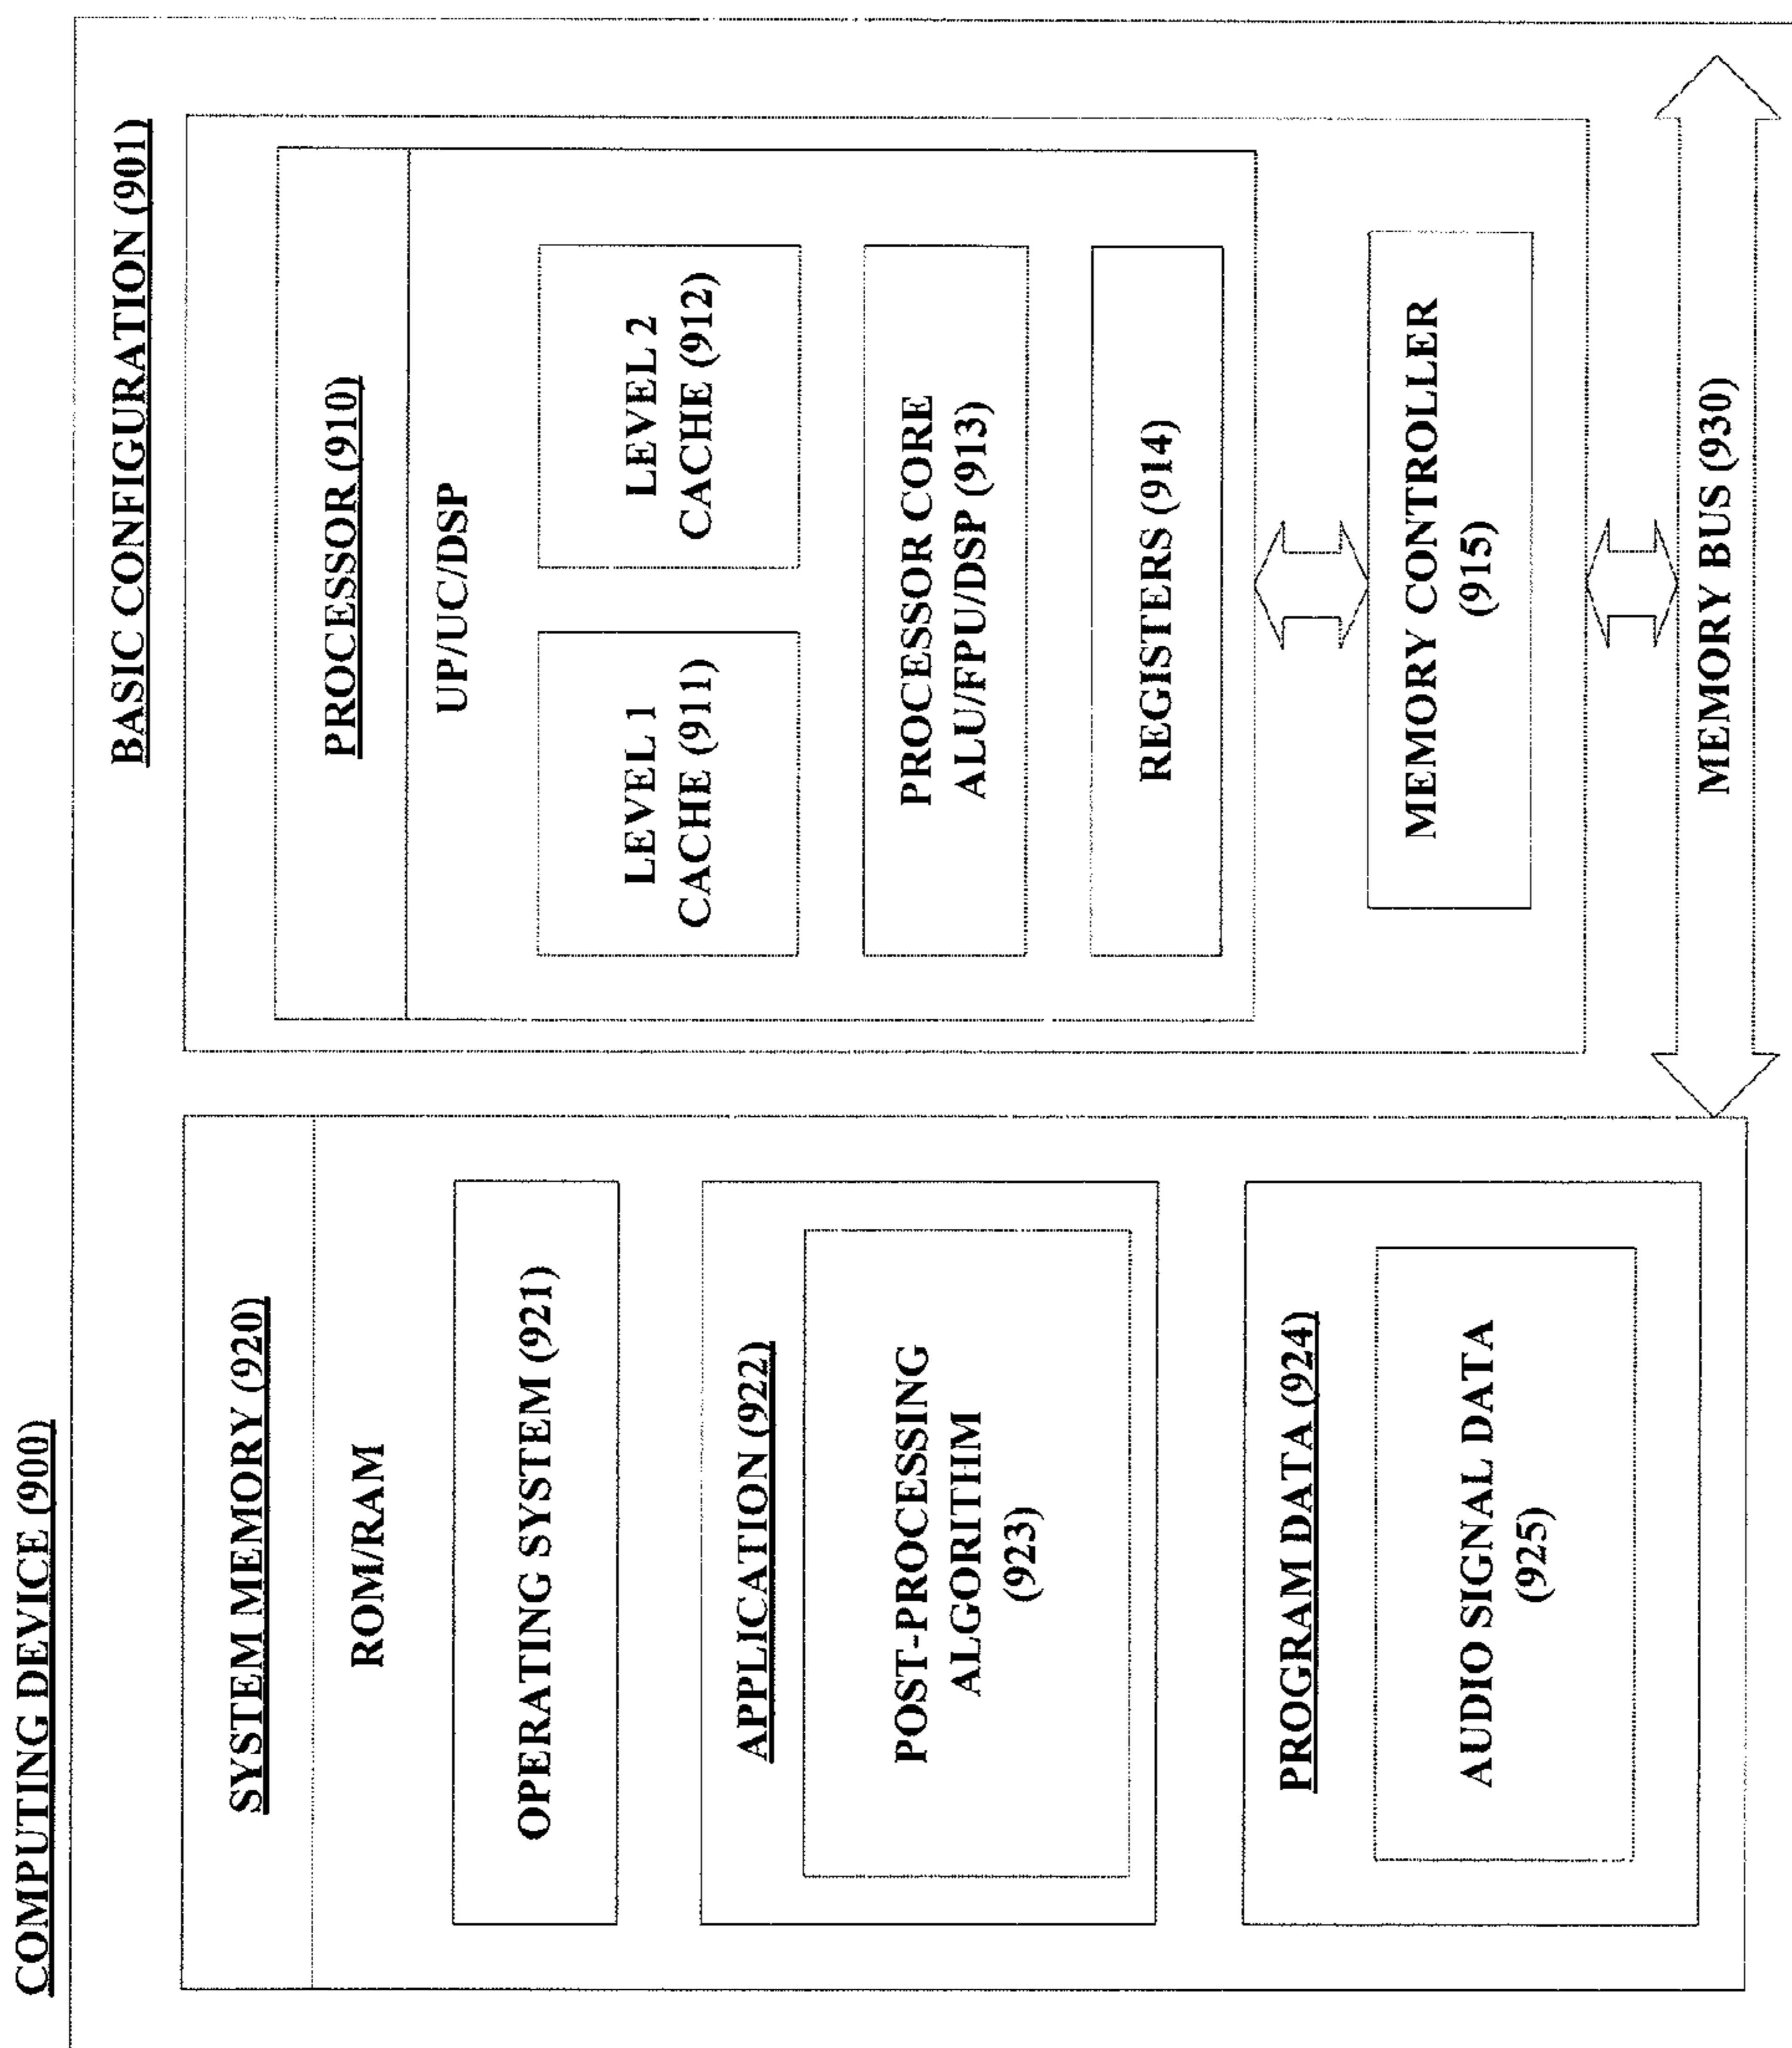 COMPUTING DEVICE (900)
SYSTEM MEMORY (920)
ROM/RAM
OPERATING SYSTEM (921)
APPLICATION (922)
POST-PROCESSING
ALGORITHM
(923)
PROGRAM DATA (924)
AUDIO SIGNAL DATA
(925)
BASIC CONFIGURATION (901)
PROCESSOR (910)
UP/UC/DSP
LEVEL 1
CACHE (911)
LEVEL 2
CACHE (912)
PROCESSOR CORE
ALU/FPU/DSP (913)
REGISTERS (914)
MEMORY CONTROLLER
(915)
MEMORY BUS (930)